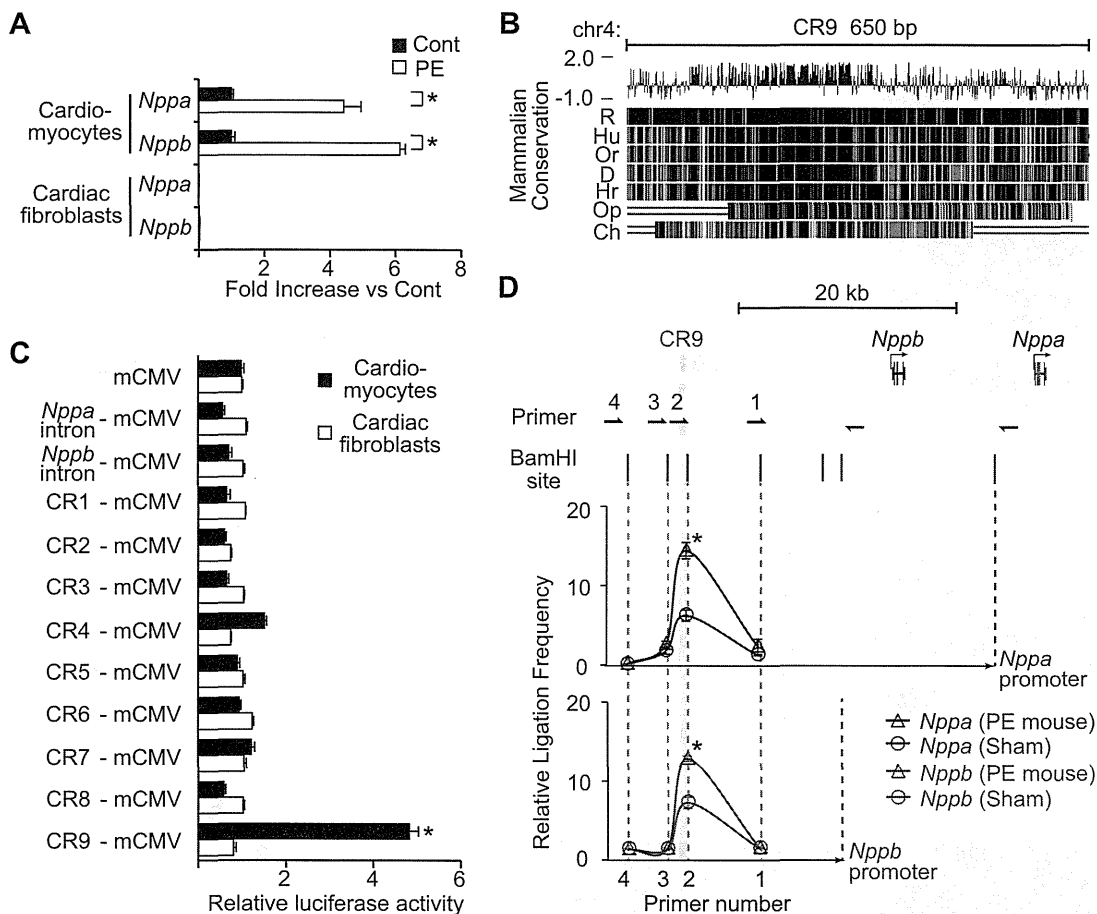 A
Cont
PE
Cardio-
myocytes
Nppa
*
Nppb
*
Cardiac
fibroblasts
Nppa
Nppb
2 4 6 8
Fold Increase vs Cont
B
chr4: CR9 650 bp
2.0
-1.0
Mammalian
Conservation
R
Hu
Or
D
Hr
Op
Ch
C
Cardio-
myocytes
Cardiac
fibroblasts
mCMV
Nppa
intron - mCMV
Nppb
intron - mCMV
CR1 - mCMV
CR2 - mCMV
CR3 - mCMV
CR4 - mCMV
CR5 - mCMV
CR6 - mCMV
CR7 - mCMV
CR8 - mCMV
CR9 - mCMV
*
2 4 6
Relative luciferase activity
D
20 kb
CR9 Nppb Nppa
Primer 4 3 2 1
BamHI
site
Relative Ligation Frequency
20
10
0
*
Nppa
promoter
20
10
0
*
Nppa (PE mouse)
Nppa (Sham)
Nppb (PE mouse)
Nppb (Sham)
Nppb
promoter
4 3 2 1
Primer number